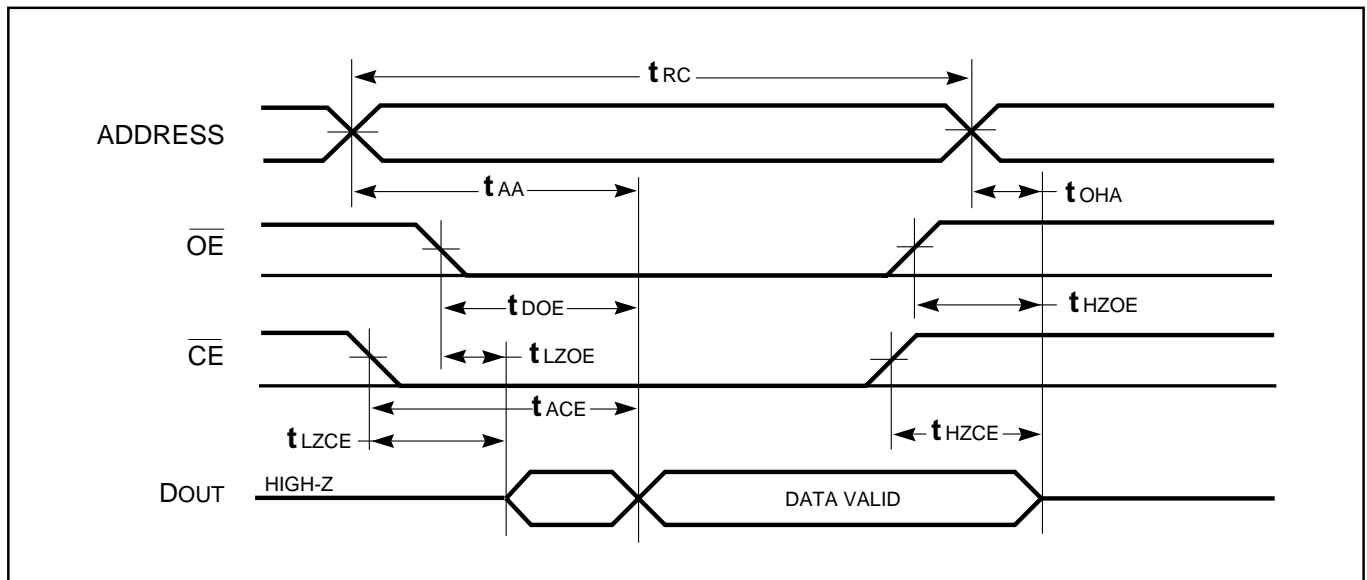 tRC
ADDRESS
tAA
tOHA
OE
tDOE
tHZOE
CE
tLZOE
tACE
tLZCE
tHZCE
DOUT
HIGH-Z
DATA VALID